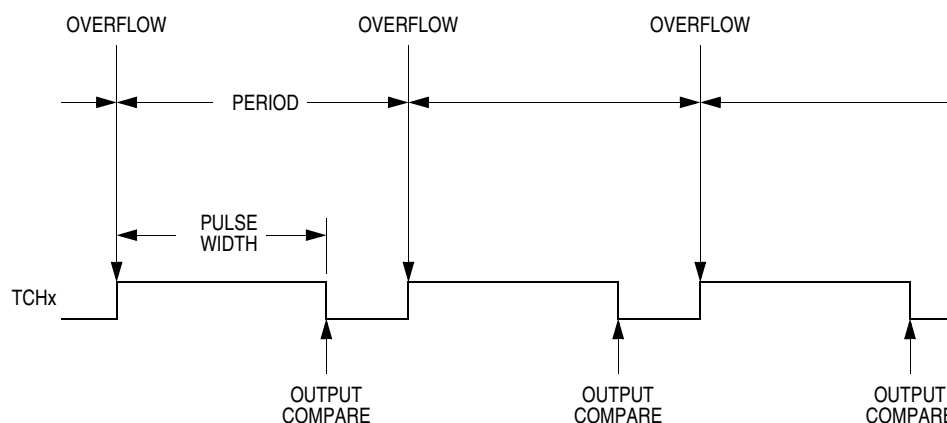 OVERFLOW
OVERFLOW
OVERFLOW
PERIOD
PULSE
WIDTH
TCHx
OUTPUT
COMPARE
OUTPUT
COMPARE
OUTPUT
COMPARE